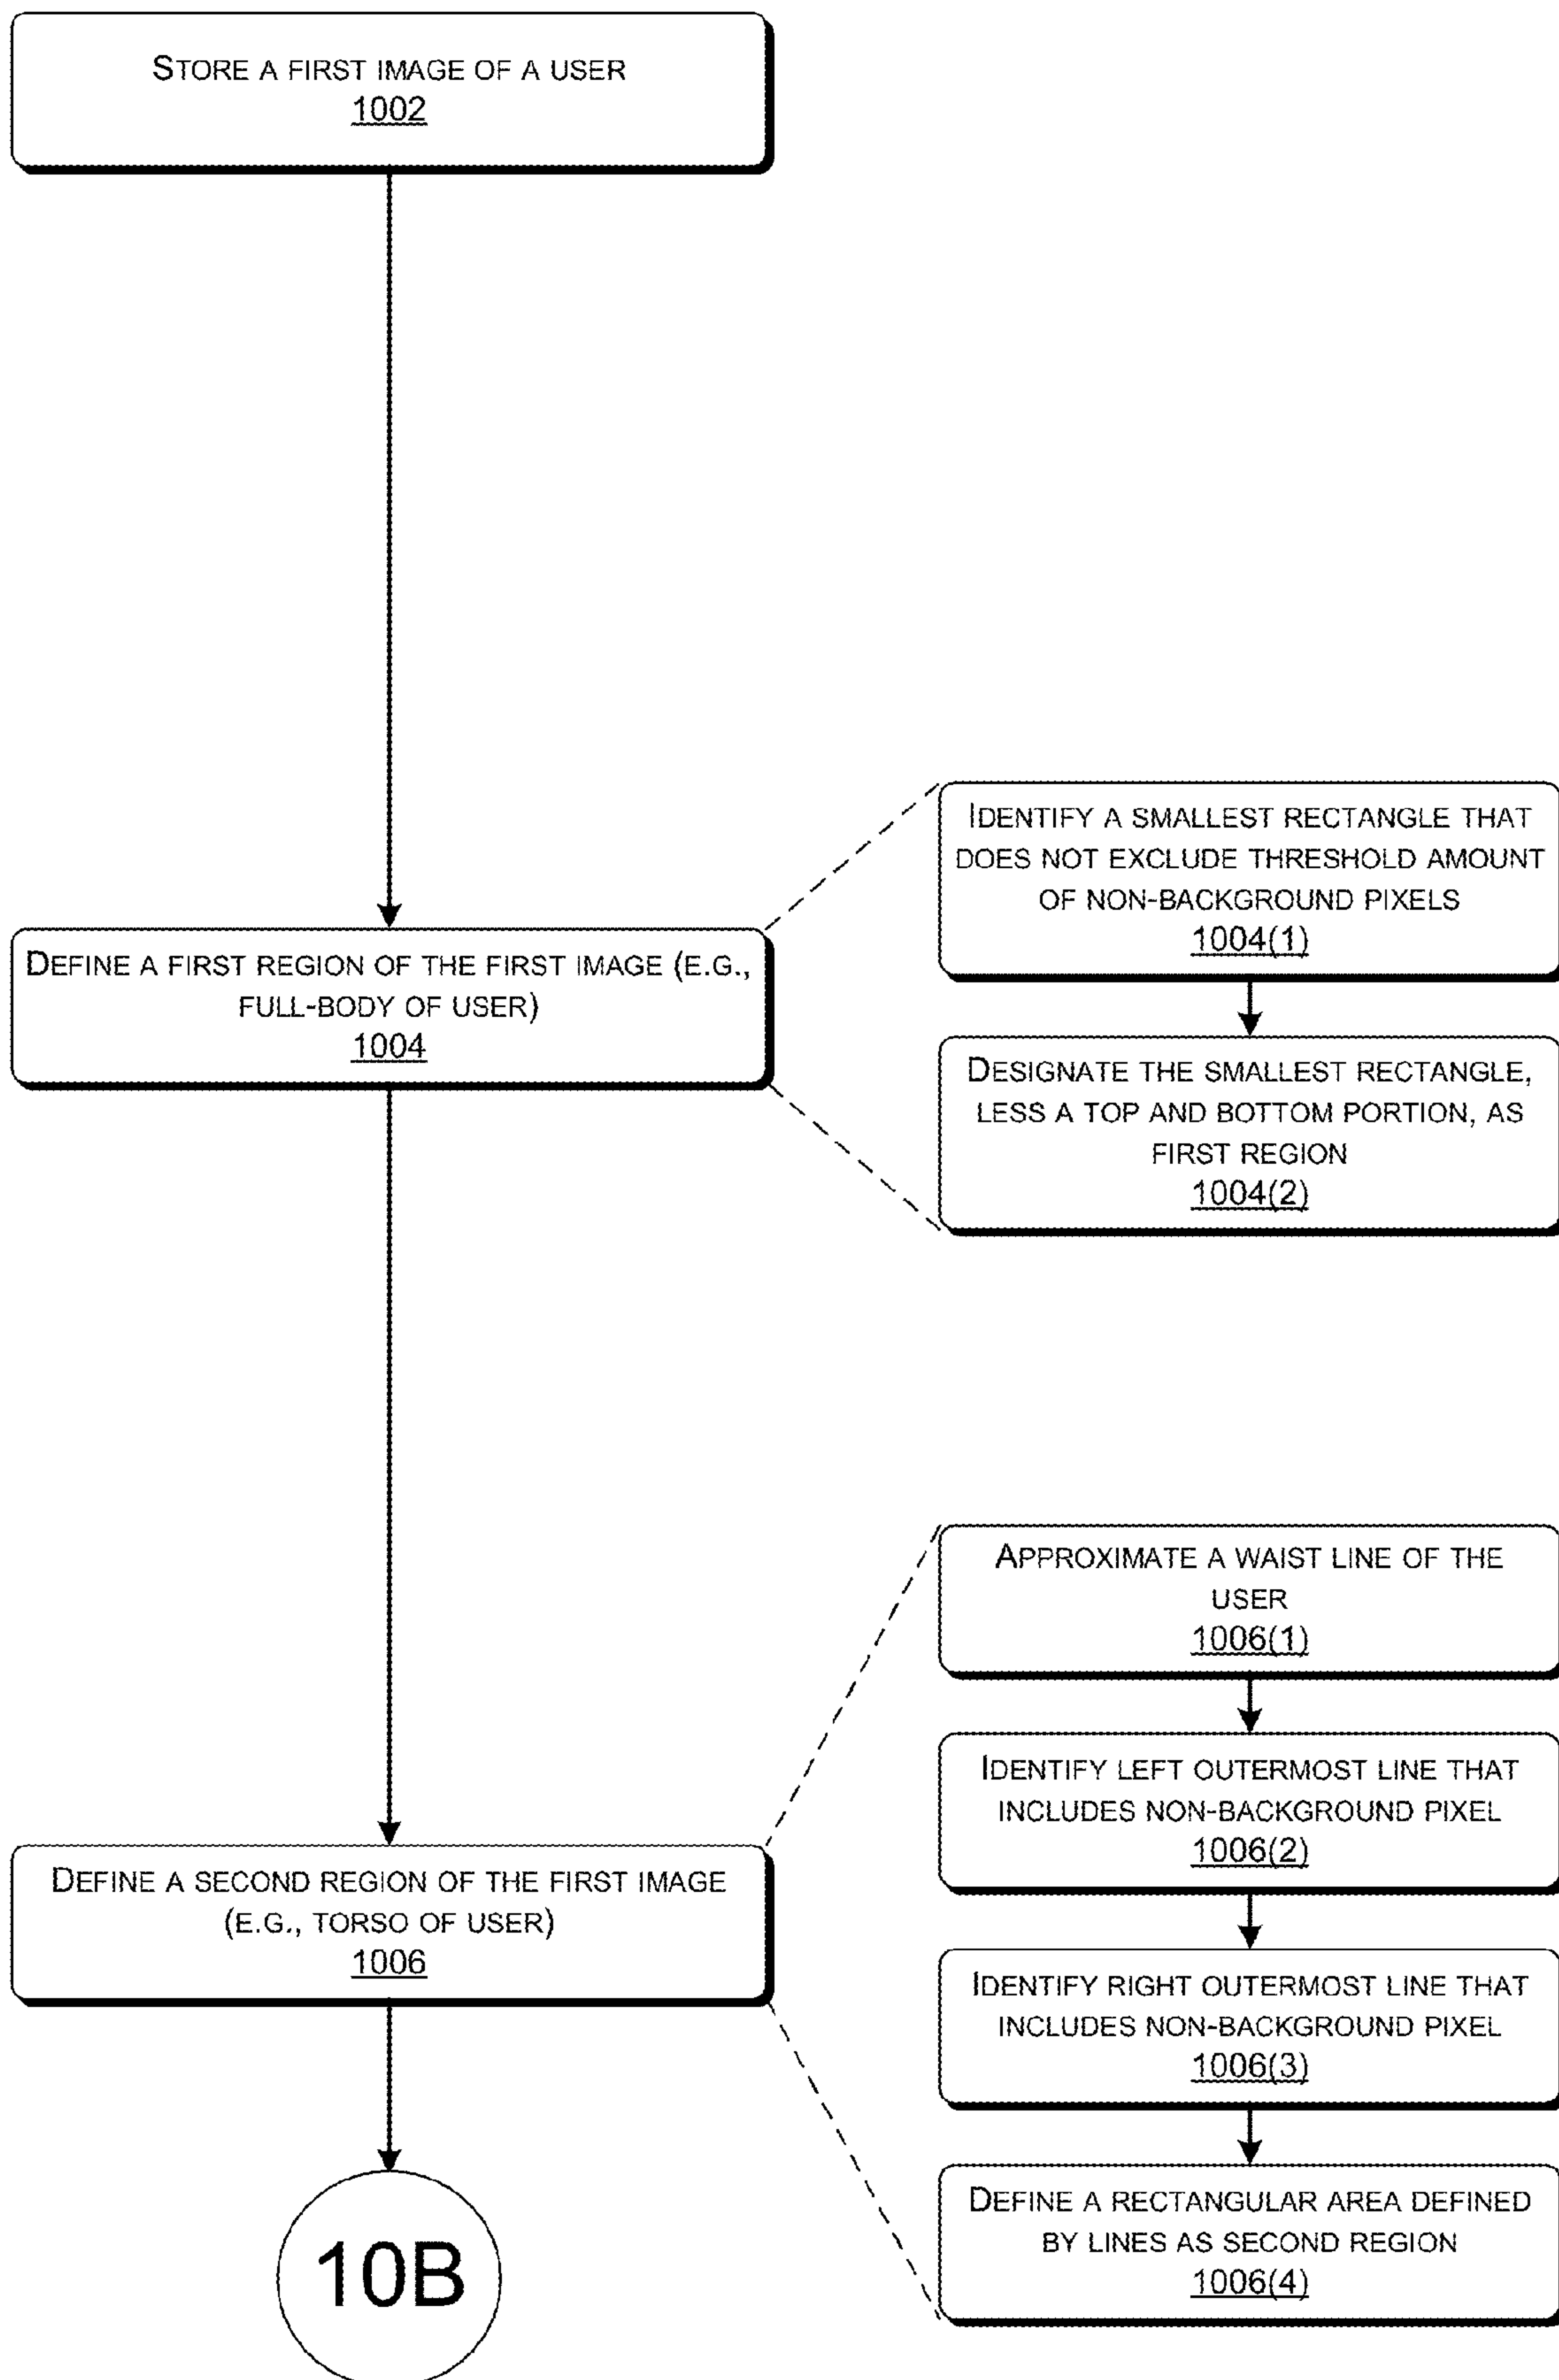 STORE A FIRST IMAGE OF A USER
1002
IDENTIFY A SMALLEST RECTANGLE THAT
DOES NOT EXCLUDE THRESHOLD AMOUNT
OF NON-BACKGROUND PIXELS
1004(1)
DEFINE A FIRST REGION OF THE FIRST IMAGE (E.G.,
FULL-BODY OF USER)
1004
DESIGNATE THE SMALLEST RECTANGLE,
LESS A TOP AND BOTTOM PORTION, AS
FIRST REGION
1004(2)
APPROXIMATE A WAIST LINE OF THE
USER
1006(1)
IDENTIFY LEFT OUTERMOST LINE THAT
INCLUDES NON-BACKGROUND PIXEL
1006(2)
DEFINE A SECOND REGION OF THE FIRST IMAGE
(E.G., TORSO OF USER)
1006
IDENTIFY RIGHT OUTERMOST LINE THAT
INCLUDES NON-BACKGROUND PIXEL
1006(3)
DEFINE A RECTANGULAR AREA DEFINED
BY LINES AS SECOND REGION
1006(4)
10B